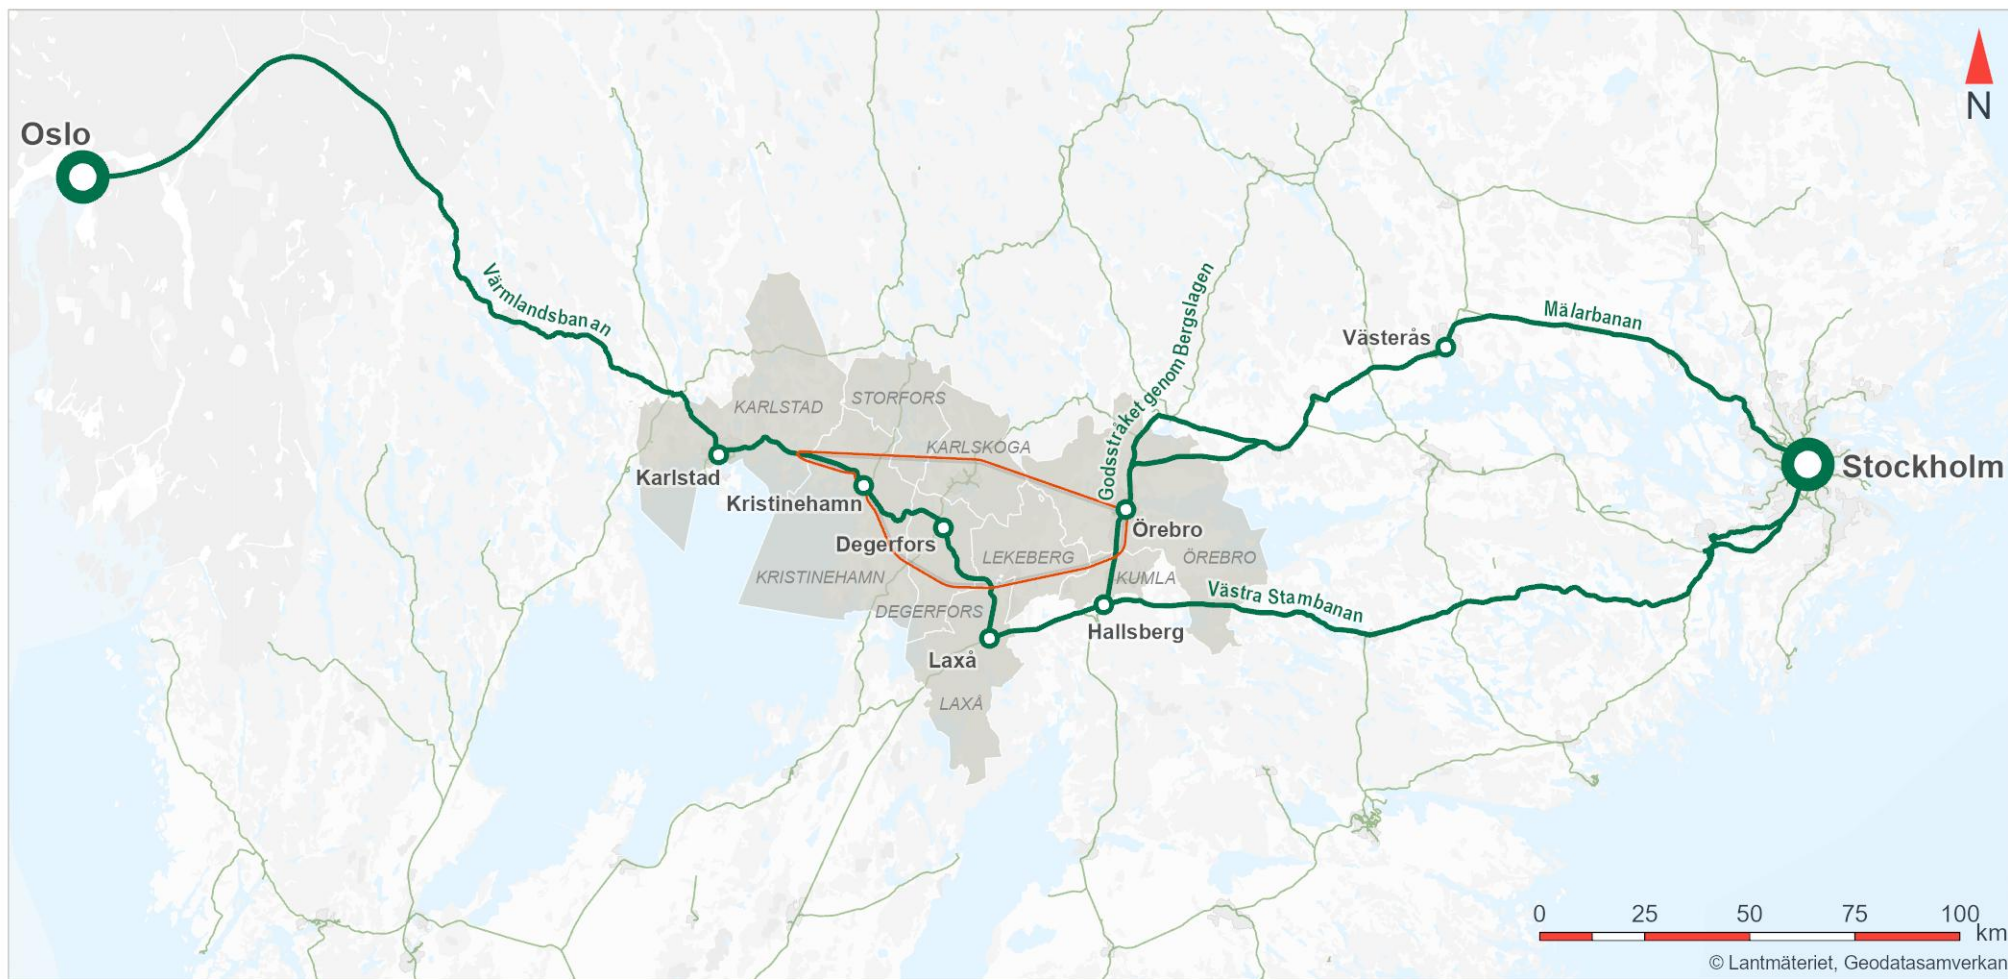 N
Oslo
Värmlandsbanan
Godsstråket genom Bergslagen
Mälarbanan
Västerås
KARLSTAD
STORFORS
KARLSKOGA
Karlstad
Stockholm
Kristinehamn
Örebro
Degerfors
LEKEBERG
ÖREBRO
KRISTINEHAMN
KUMLA
Västra Stambanan
DEGERFORS
Hallsberg
Laxå
LAXÅ
0 25 50 75 100
km
© Lantmäteriet, Geodatasamverkan